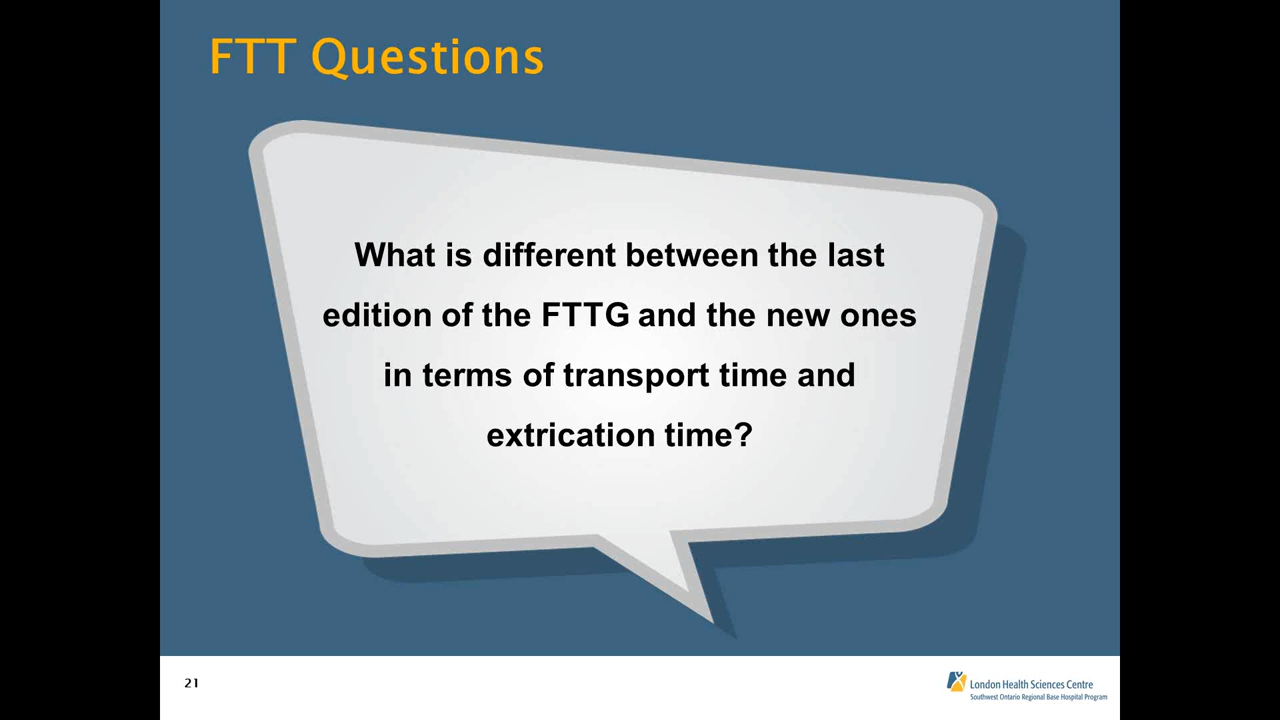 FTT Questions
What is different between the last
edition of the FTTG and the new ones
in terms of transport time and
extrication time?
21
London Health Sciences Centre
Southwest Ontario Regional Base Hospital Program